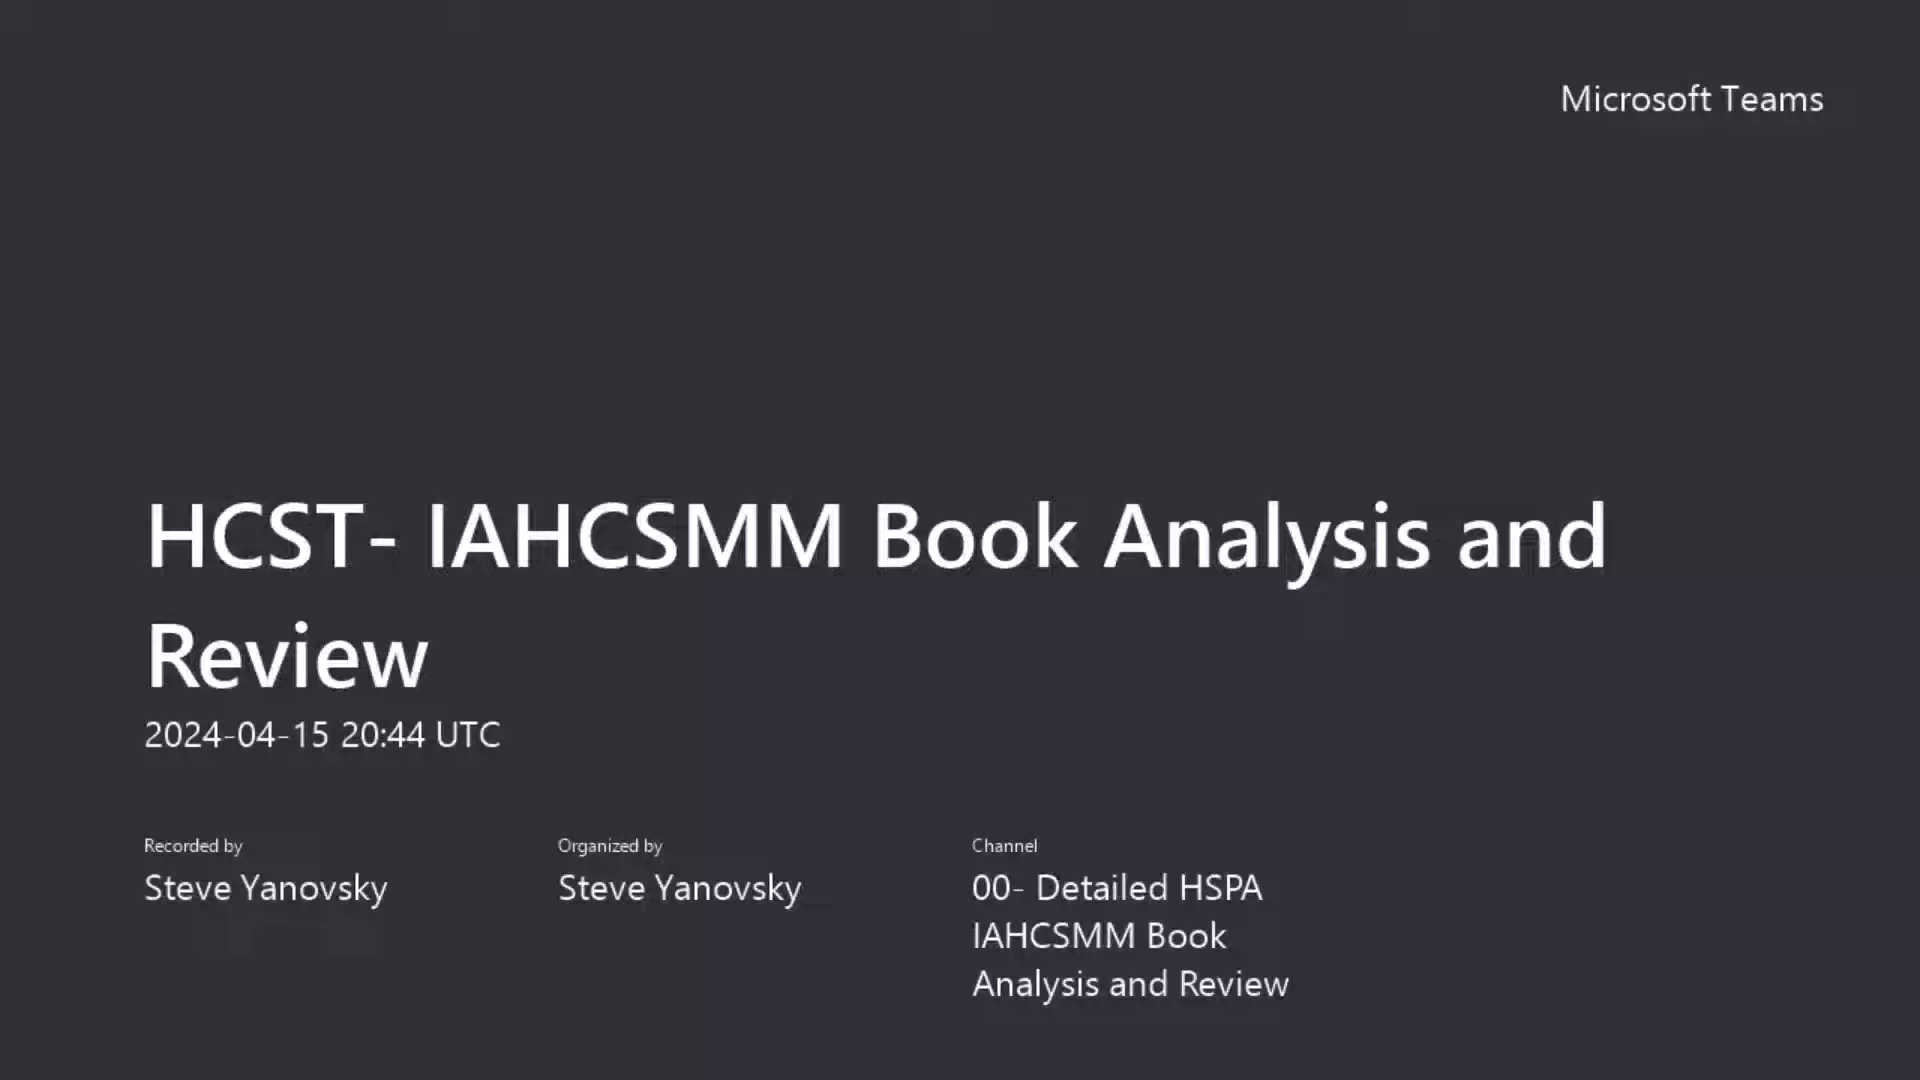 Microsoft Teams
HCST- IAHCSMM Book Analysis and
Review
2024-04-15 20:44 UTC
Recorded by
Steve Yanovsky
Organized by
Steve Yanovsky
Channel
00- Detailed HSPA
IAHCSMM Book
Analysis and Review